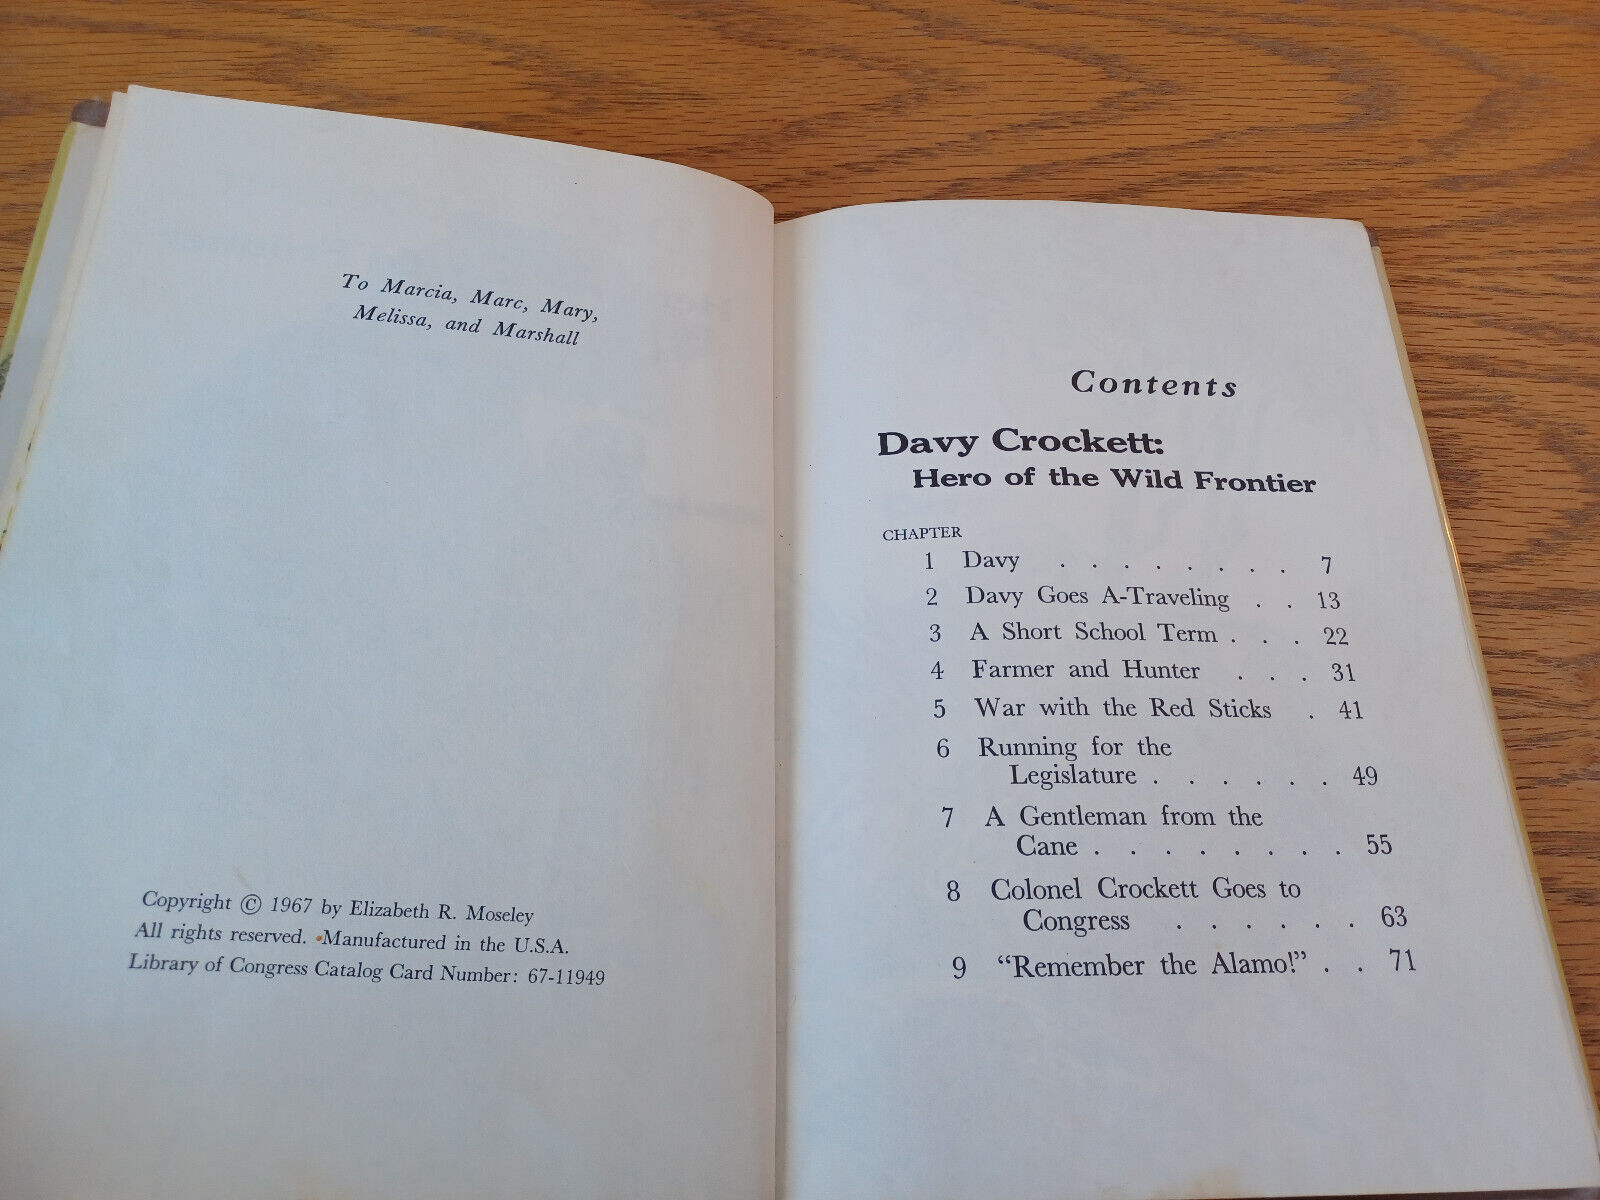 To Marcia, Marc, Mary,
Melissa, and Marshall
Copyright © 1967 by Elizabeth R. Moseley
All rights reserved. •Manufactured in the U.S.A.
Library of Congress Catalog Card Number: 67-11949
Contents
Davy Crockett:
Hero of the Wild Frontier
CHAPTER
1 Davy . . . . . . . . 7
2 Davy Goes A-Traveling . . 13
3 A Short School Term . . . 22
4 Farmer and Hunter . . . 31
5 War with the Red Sticks . 41
6 Running for the
Legislature . . . . . . 49
7 A Gentleman from the
Cane . . . . . . . . 55
8 Colonel Crockett Goes to
Congress . . . . . . 63
9 “Remember the Alamo!” . . 71